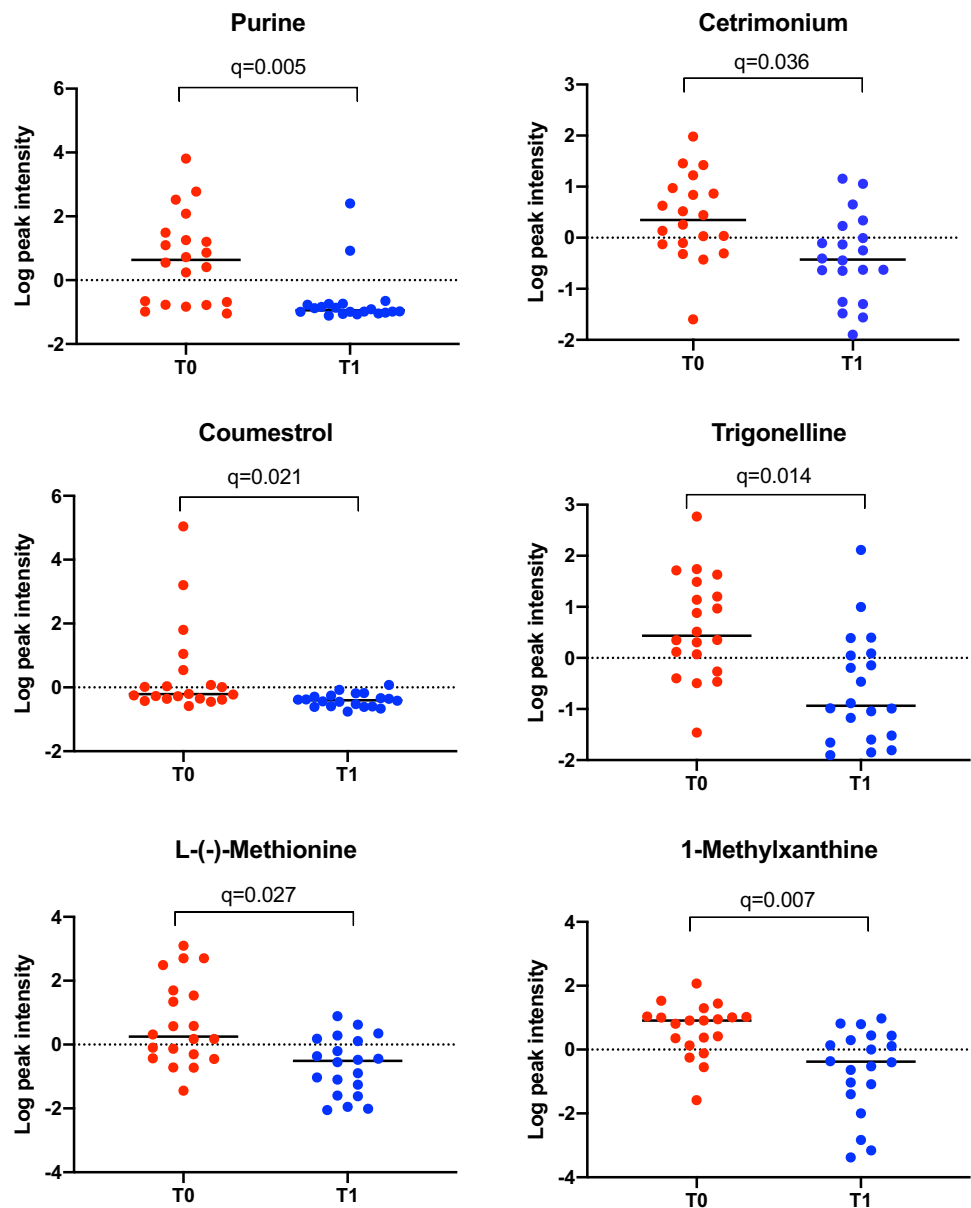 Purine
q=0.005
Log peak intensity
6
4
2
0
-2
T0
T1
Cetrimonium
q=0.036
Log peak intensity
3
2
1
0
-1
-2
T0
T1
Coumestrol
q=0.021
Log peak intensity
6
4
2
0
-2
T0
T1
Trigonelline
q=0.014
Log peak intensity
3
2
1
0
-1
-2
T0
T1
L-(-)-Methionine
q=0.027
Log peak intensity
4
2
0
-2
-4
T0
T1
1-Methylxanthine
q=0.007
Log peak intensity
4
2
0
-2
-4
T0
T1